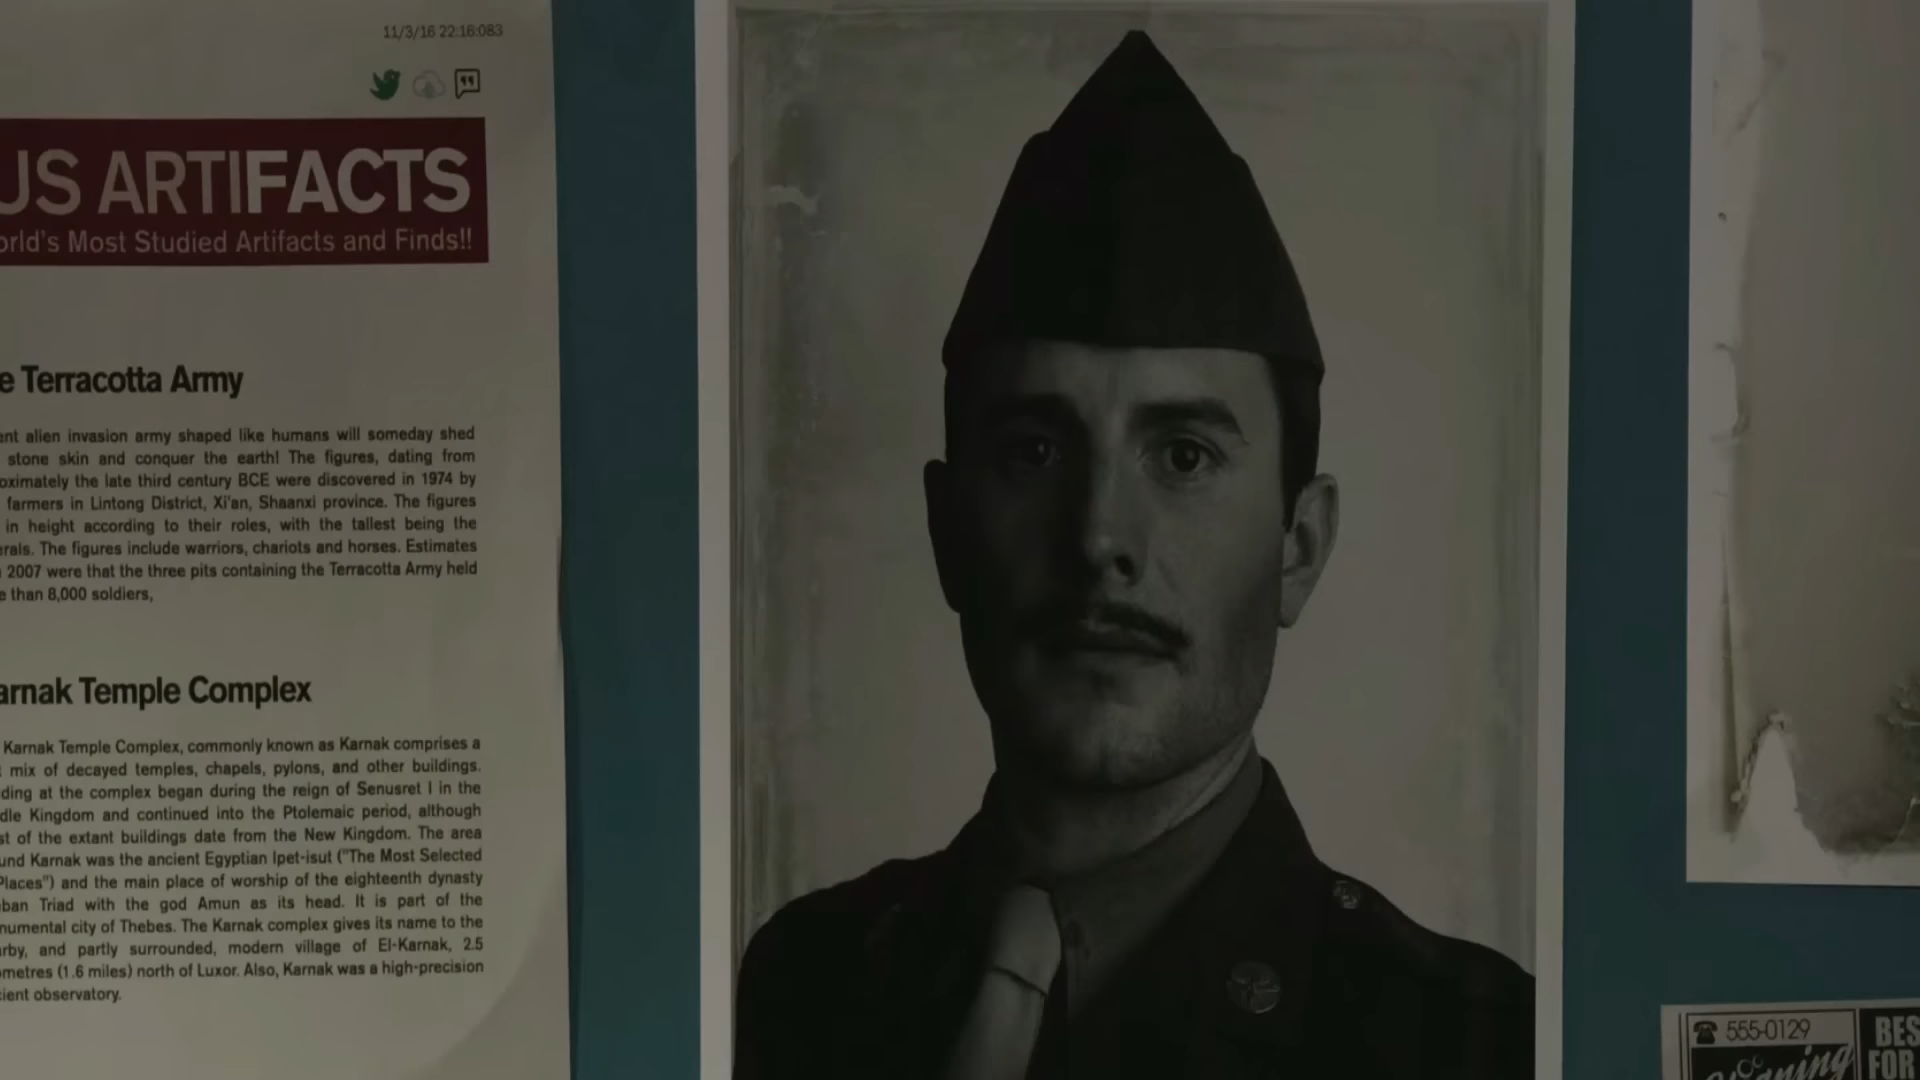 11/3/16 22:16:083
US ARTIFACTS
orld's Most Studied Artifacts and Finds!!
e Terracotta Army
ent alien invasion army shaped like humans will someday shed
stone skin and conquer the earth! The figures, dating from
oximately the late third century BCE were discovered in 1974 by
farmers in Lintong District, Xi'an, Shaanxi province. The figures
in height according to their roles, with the tallest being the
erals. The figures include warriors, chariots and horses. Estimates
2007 were that the three pits containing the Terracotta Army held
e than 8,000 soldiers,
arnak Temple Complex
Karnak Temple Complex, commonly known as Karnak comprises a
mix of decayed temples, chapels, pylons, and other buildings.
ding at the complex began during the reign of Senusret I in the
dle Kingdom and continued into the Ptolemaic period, although
st of the extant buildings date from the New Kingdom. The area
und Karnak was the ancient Egyptian Ipet-isut ("The Most Selected
Places") and the main place of worship of the eighteenth dynasty
ban Triad with the god Amun as its head. It is part of the
numental city of Thebes. The Karnak complex gives its name to the
rby, and partly surrounded, modern village of El-Karnak, 2.5
ometres (1.6 miles) north of Luxor. Also, Karnak was a high-precision
cient observatory.
555-0129
BES
FOR